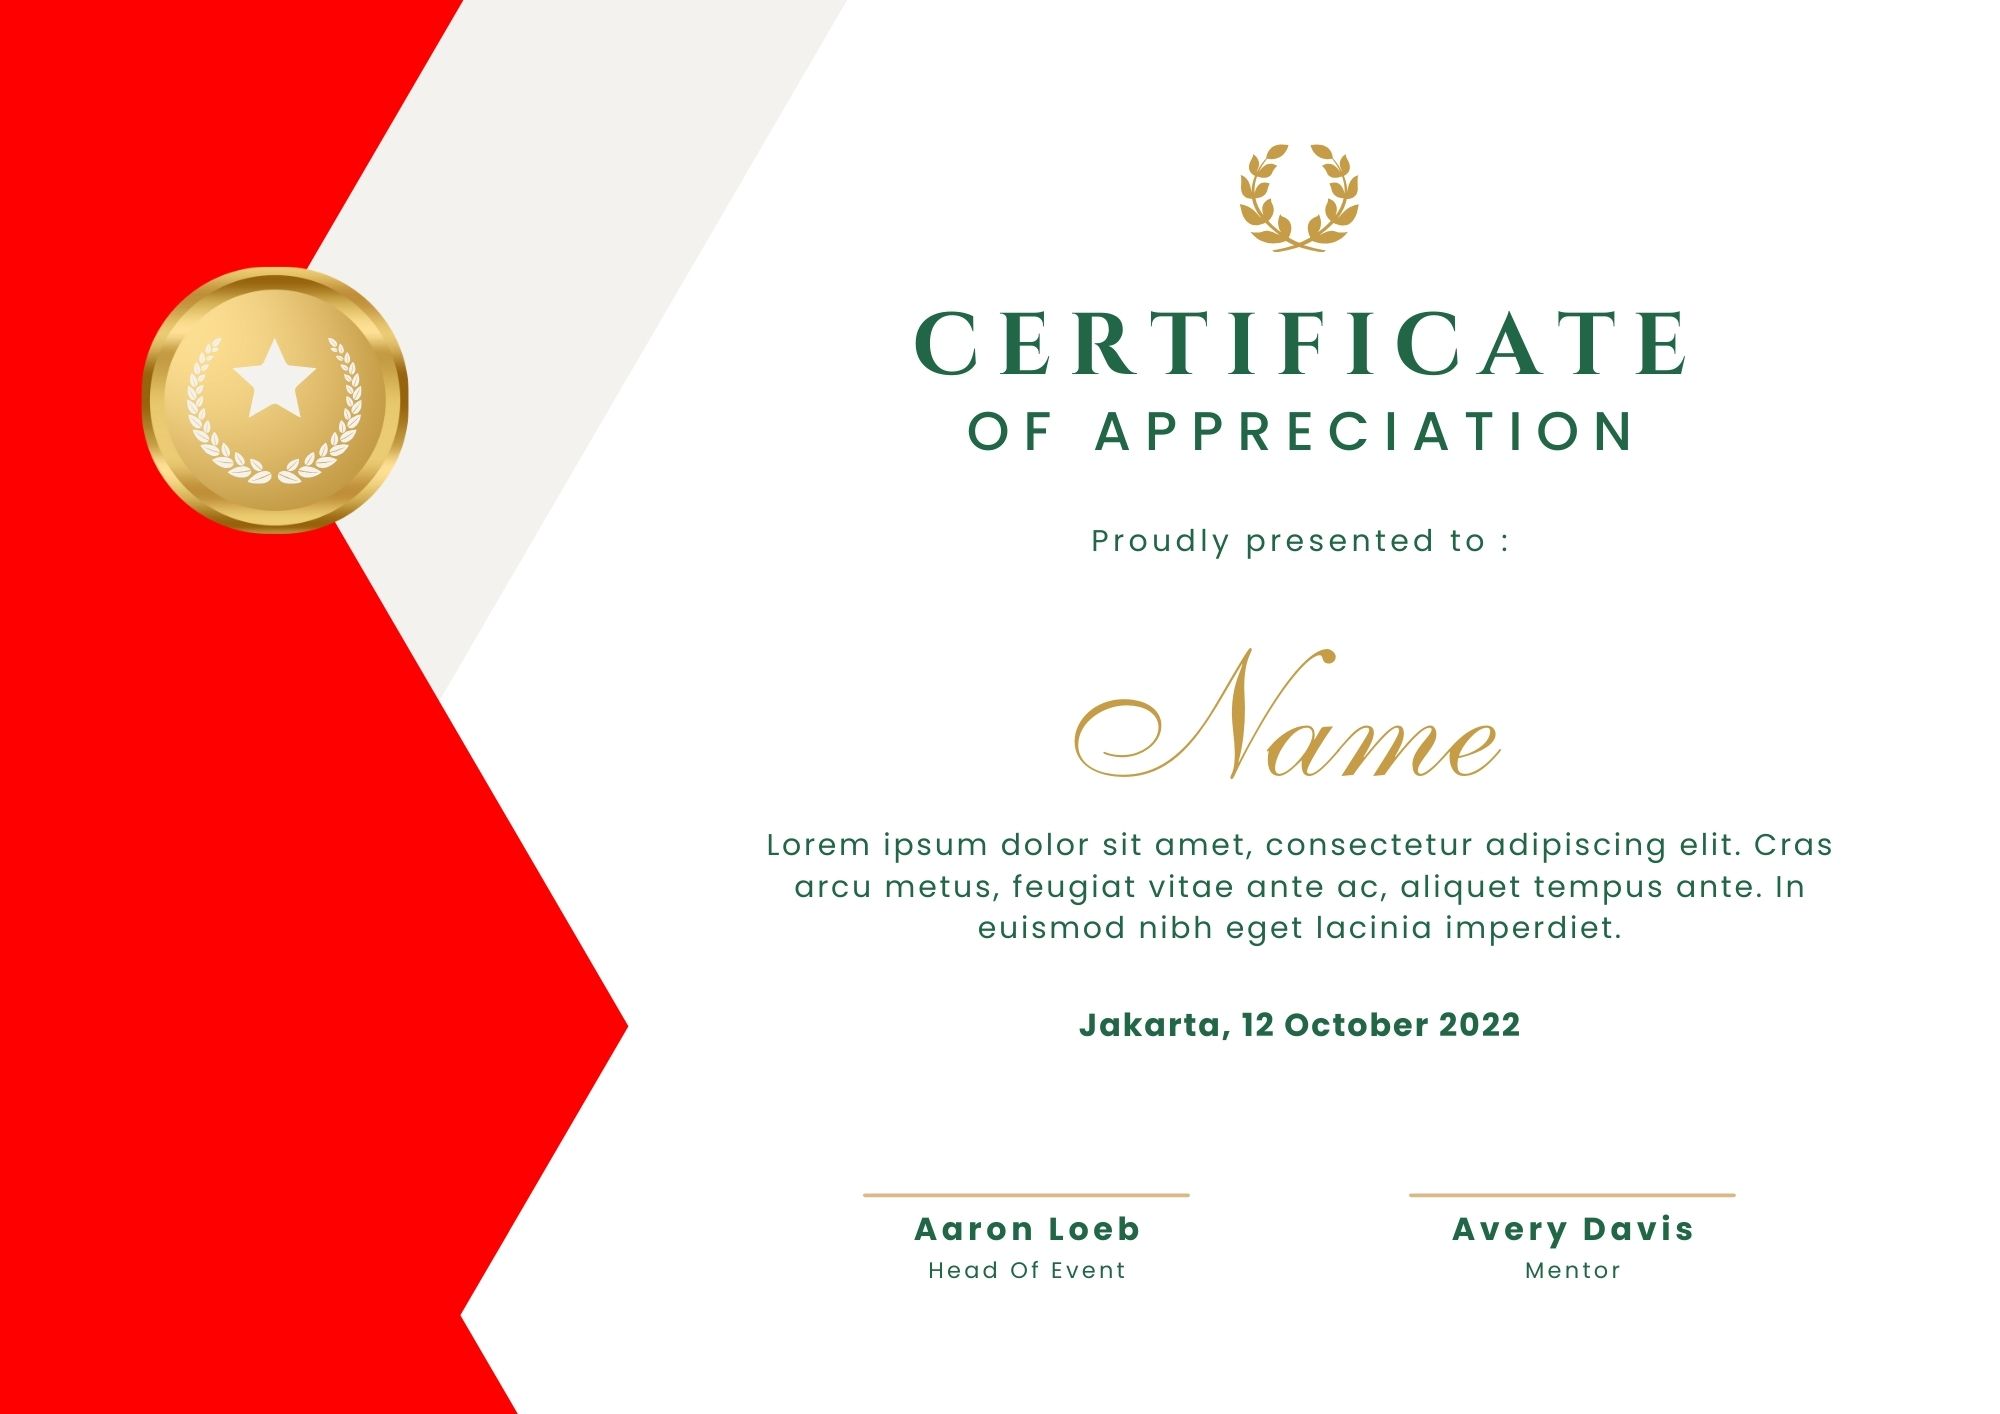 CERTIFICATE
OF APPRECIATION
Proudly presented to :
Name
Lorem ipsum dolor sit amet, consectetur adipiscing elit. Cras
arcu metus, feugiat vitae ante ac, aliquet tempus ante. In
euismod nibh eget lacinia imperdiet.
Jakarta, 12 October 2022
Aaron Loeb
Head Of Event
Avery Davis
Mentor